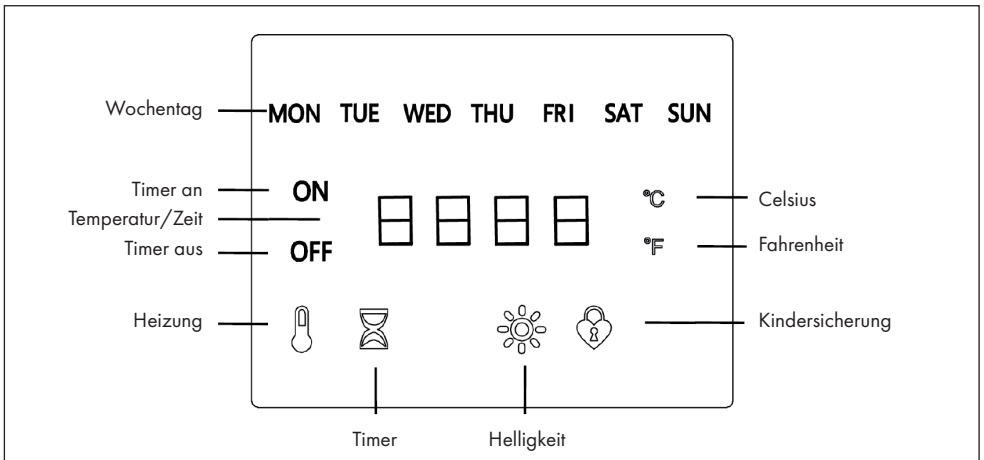 Wochentag MON TUE WED THU FRI SAT SUN
Timer an ON °C Celsius
Temperatur/Zeit 8888
Timer aus OFF °F Fahrenheit
Heizung Kindersicherung
Timer Helligkeit